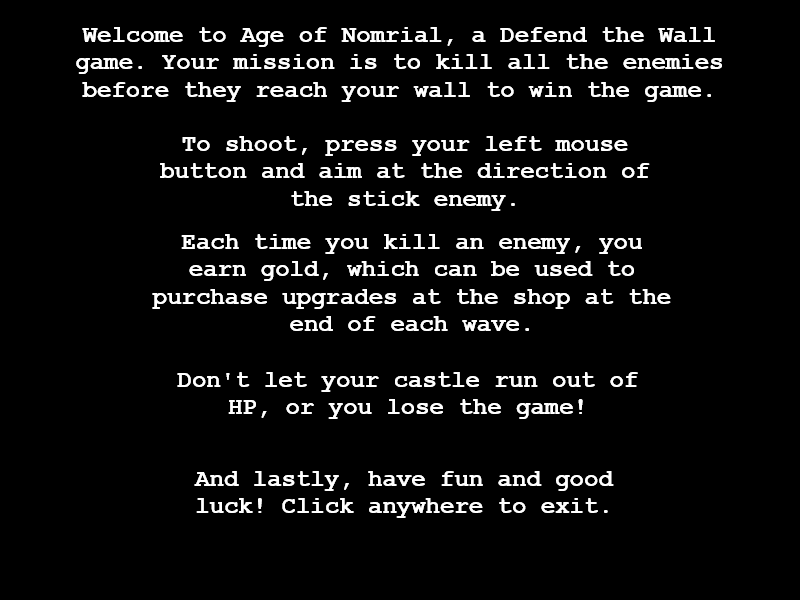 Welcome to Age of Nomrial, a Defend the Wall
game. Your mission is to kill all the enemies
before they reach your wall to win the game.
To shoot, press your left mouse
button and aim at the direction of
the stick enemy.
Each time you kill an enemy, you
earn gold, which can be used to
purchase upgrades at the shop at the
end of each wave.
Don't let your castle run out of
HP, or you lose the game!
And lastly, have fun and good
luck! Click anywhere to exit.